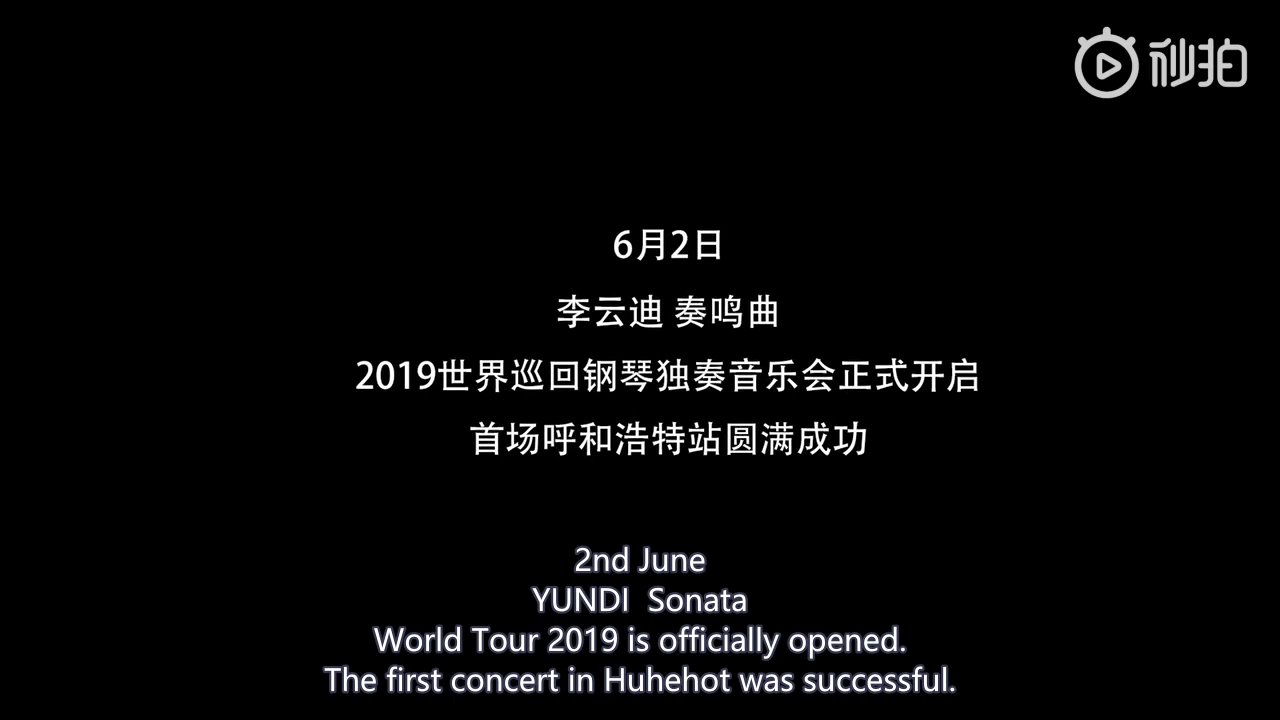 秒拍
6月2日
李云迪 奏鸣曲
2019世界巡回钢琴独奏音乐会正式开启
首场呼和浩特站圆满成功
2nd June
YUNDI  Sonata
World Tour 2019 is officially opened.
The first concert in Huhehot was successful.